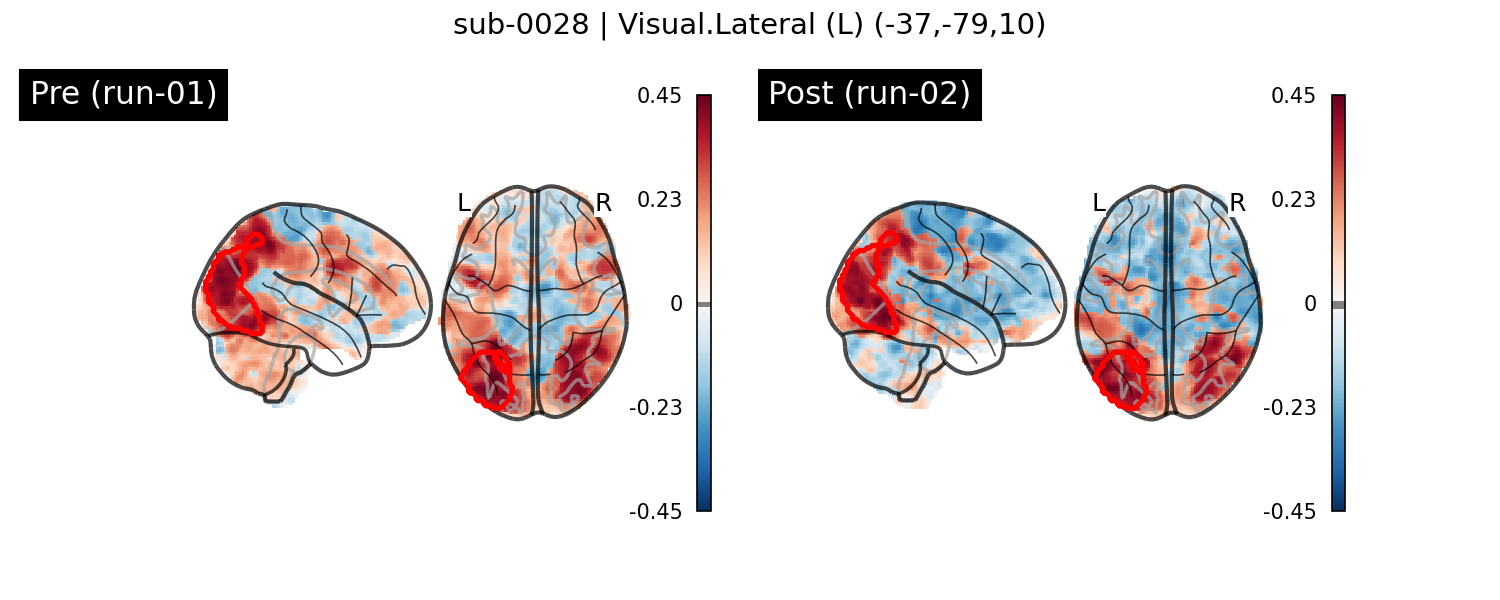 sub-0028 | Visual.Lateral (L) (-37,-79,10)
Pre (run-01)
L
R
0.45
0.23
0
-0.23
-0.45
Post (run-02)
L
R
0.45
0.23
0
-0.23
-0.45